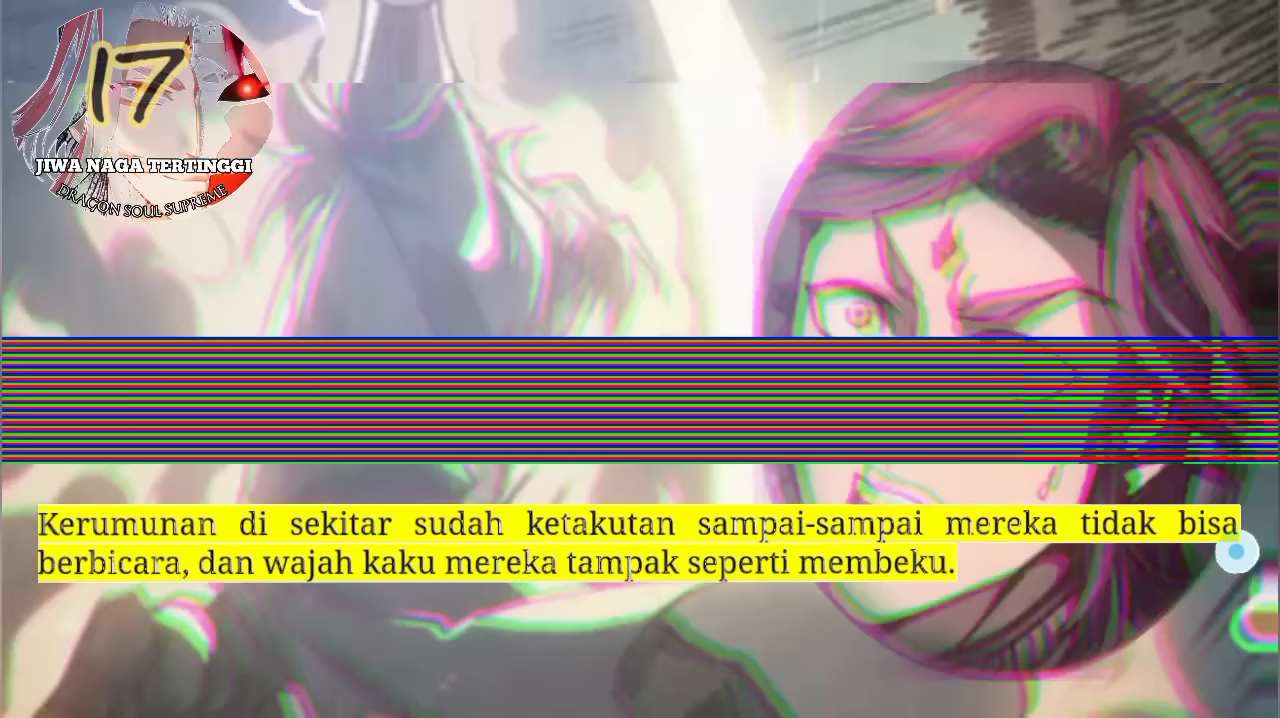 17
JIWA NAGA TERTINGGI
DRAGON SOUL SUPREME
Kerumunan di sekitar sudah ketakutan sampai-sampai mereka tidak bisa
berbicara, dan wajah kaku mereka tampak seperti membeku.